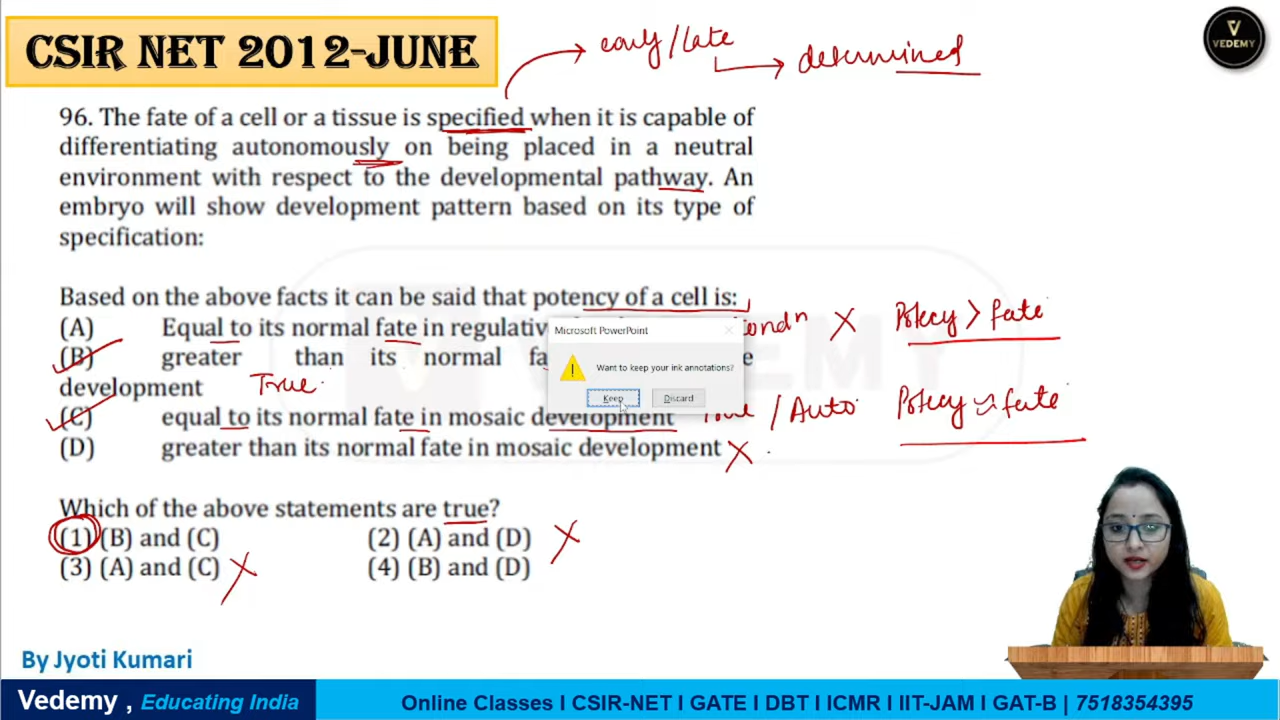 CSIR NET 2012-JUNE
early/late
determined
VEDEMY
96. The fate of a cell or a tissue is specified when it is capable of
differentiating autonomously on being placed in a neutral
environment with respect to the developmental pathway. An
embryo will show development pattern based on its type of
specification:
Based on the above facts it can be said that potency of a cell is:
(A) Equal to its normal fate in regulativ
condn X Potecy > fate
(B) greater than its normal fa e
development True
(C) equal to its normal fate in mosaic development / Auto Potecy ≈ fate
(D) greater than its normal fate in mosaic development X
Microsoft PowerPoint
Want to keep your ink annotations?
Keep Discard
Which of the above statements are true?
(1) (B) and (C) (2) (A) and (D) X
(3) (A) and (C) X (4) (B) and (D)
By Jyoti Kumari
Vedemy , Educating India
Online Classes I CSIR-NET I GATE I DBT I ICMR I IIT-JAM I GAT-B | 7518354395